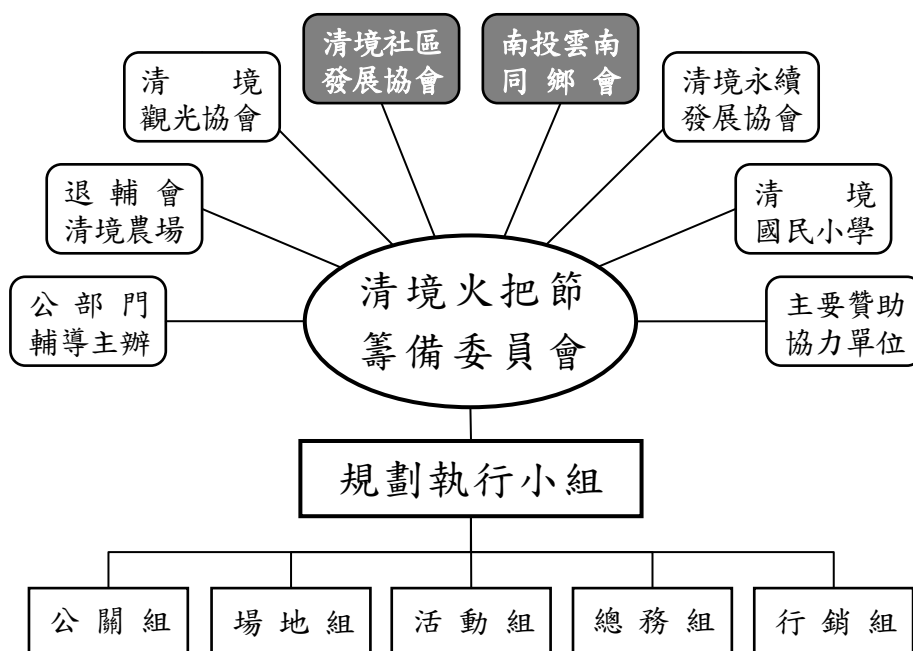 清境社區
發展協會
南投雲南
同鄉會
清境
觀光協會
清境永續
發展協會
退輔會
清境農場
清境
國民小學
公部門
輔導主辦
清境火把節
籌備委員會
主要贊助
協力單位
規劃執行小組
公關組
場地組
活動組
總務組
行銷組